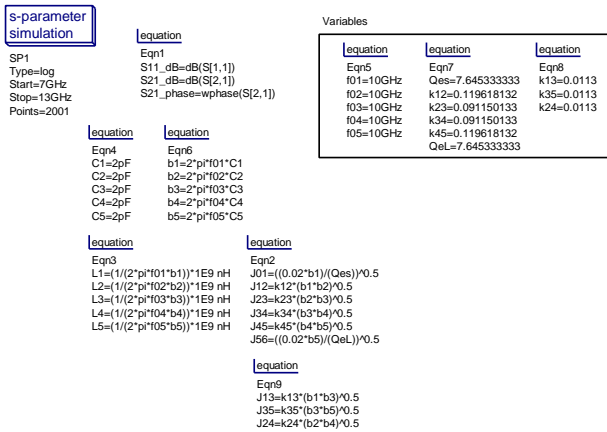 s-parameter
simulation
SP1
Type=log
Start=7GHz
Stop=13GHz
Points=2001
equation
Eqn1
S11_dB=dB(S[1,1])
S21_dB=dB(S[2,1])
S21_phase=wphase(S[2,1])
Variables
equation
Eqn5
f01=10GHz
f02=10GHz
f03=10GHz
f04=10GHz
f05=10GHz
equation
Eqn7
Qes=7.645333333
k12=0.119618132
k23=0.091150133
k34=0.091150133
k45=0.119618132
QeL=7.645333333
equation
Eqn8
k13=0.0113
k35=0.0113
k24=0.0113
equation
Eqn4
C1=2pF
C2=2pF
C3=2pF
C4=2pF
C5=2pF
equation
Eqn6
b1=2*pi*f01*C1
b2=2*pi*f02*C2
b3=2*pi*f03*C3
b4=2*pi*f04*C4
b5=2*pi*f05*C5
equation
Eqn3
L1=(1/(2*pi*f01*b1))*1E9 nH
L2=(1/(2*pi*f02*b2))*1E9 nH
L3=(1/(2*pi*f03*b3))*1E9 nH
L4=(1/(2*pi*f04*b4))*1E9 nH
L5=(1/(2*pi*f05*b5))*1E9 nH
equation
Eqn2
J01=((0.02*b1)/(Qes))^0.5
J12=k12*(b1*b2)^0.5
J23=k23*(b2*b3)^0.5
J34=k34*(b3*b4)^0.5
J45=k45*(b4*b5)^0.5
J56=((0.02*b5)/(QeL))^0.5
equation
Eqn9
J13=k13*(b1*b3)^0.5
J35=k35*(b3*b5)^0.5
J24=k24*(b2*b4)^0.5